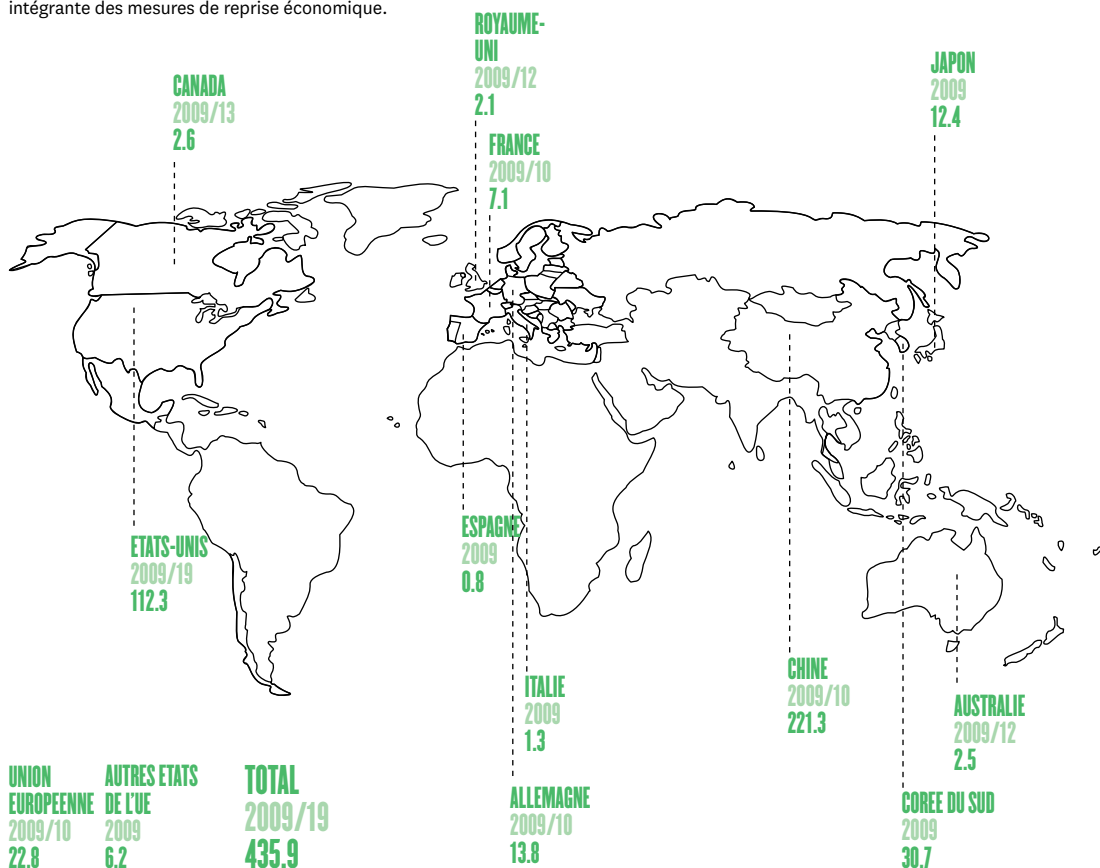 intégrante des mesures de reprise économique.
ROYAUME-
UNI
2009/12
2.1
CANADA
2009/13
2.6
JAPON
2009
12.4
FRANCE
2009/10
7.1
ETATS-UNIS
2009/19
112.3
ESPAGNE
2009
0.8
ITALIE
2009
1.3
CHINE
2009/10
221.3
AUSTRALIE
2009/12
2.5
UNION
EUROPEENNE
2009/10
22.8
AUTRES ETATS
DE L'UE
2009
6.2
TOTAL
2009/19
435.9
ALLEMAGNE
2009/10
13.8
COREE DU SUD
2009
30.7